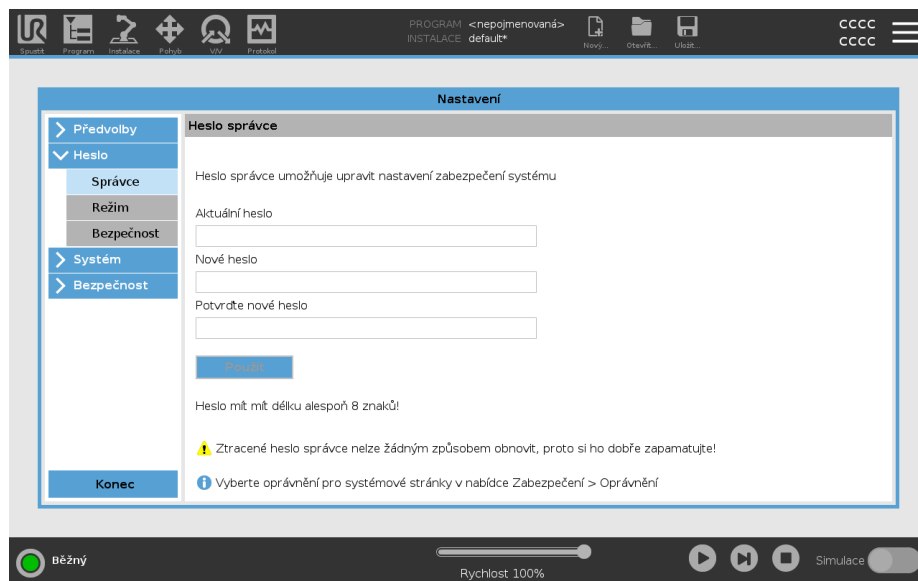 PROGRAM <nepojmenovaná>
INSTALACE default*
CCCC
CCCC
Spustit Program Instalace Pohyb V/V Protokol Nový... Otevřít... Uložit...
Nastavení
Předvolby
Heslo
Správce
Režim
Bezpečnost
Systém
Bezpečnost
Konec
Heslo správce
Heslo správce umožňuje upravit nastavení zabezpečení systému
Aktuální heslo
Nové heslo
Potvrďte nové heslo
Použít
Heslo mít mít délku alespoň 8 znaků!
Ztracené heslo správce nelze žádným způsobem obnovit, proto si ho dobře zapamatujte!
Vyberte oprávnění pro systémové stránky v nabídce Zabezpečení > Oprávnění
Běžný
Rychlost 100%
Simulace